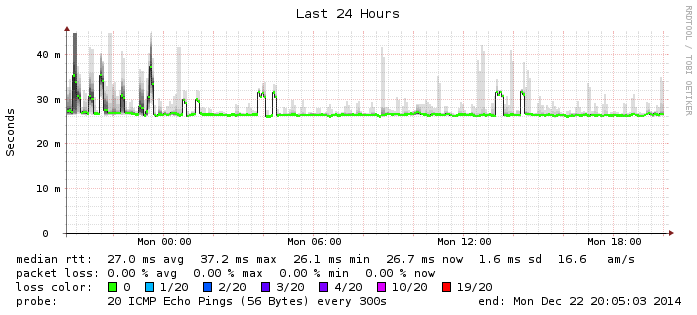 Last 24 Hours
RRDTOOL / TOBI OETIKER
Seconds
40 m
30 m
20 m
10 m
0
Mon 00:00 Mon 06:00 Mon 12:00 Mon 18:00
median rtt: 27.0 ms avg 37.2 ms max 26.1 ms min 26.7 ms now 1.6 ms sd 16.6 am/s
packet loss: 0.00 % avg 0.00 % max 0.00 % min 0.00 % now
loss color: 0 1/20 2/20 3/20 4/20 10/20 19/20
probe: 20 ICMP Echo Pings (56 Bytes) every 300s end: Mon Dec 22 20:05:03 2014